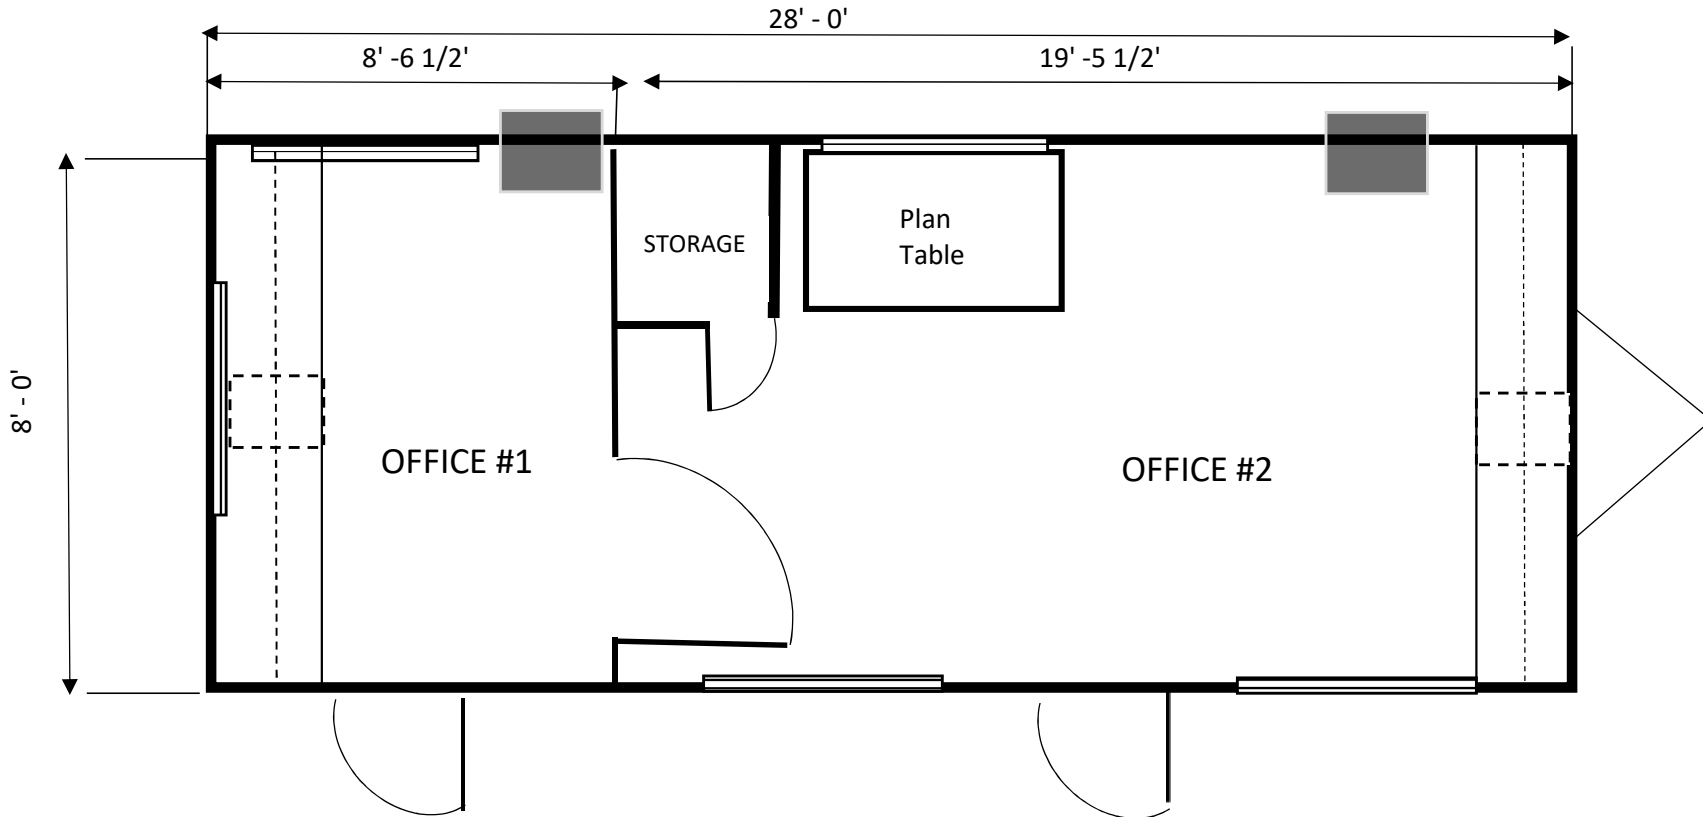 28' - 0'
8' -6 1/2'
19' -5 1/2'
Plan
Table
STORAGE
8' - 0'
OFFICE #1
OFFICE #2